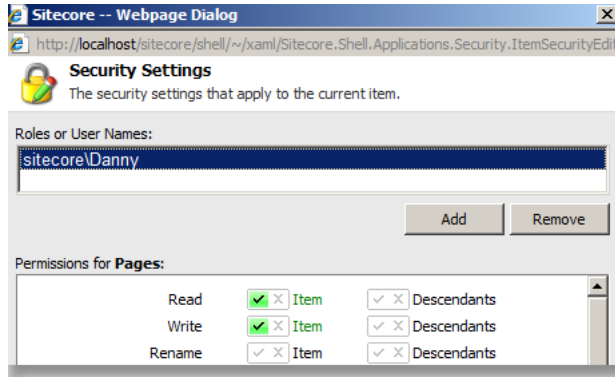 Sitecore -- Webpage Dialog
http://localhost/sitecore/shell/~/xaml/Sitecore.Shell.Applications.Security.ItemSecurityEdit
Security Settings
The security settings that apply to the current item.
Roles or User Names:
sitecore\Danny
Add Remove
Permissions for Pages:
Read Item Descendants
Write Item Descendants
Rename Item Descendants